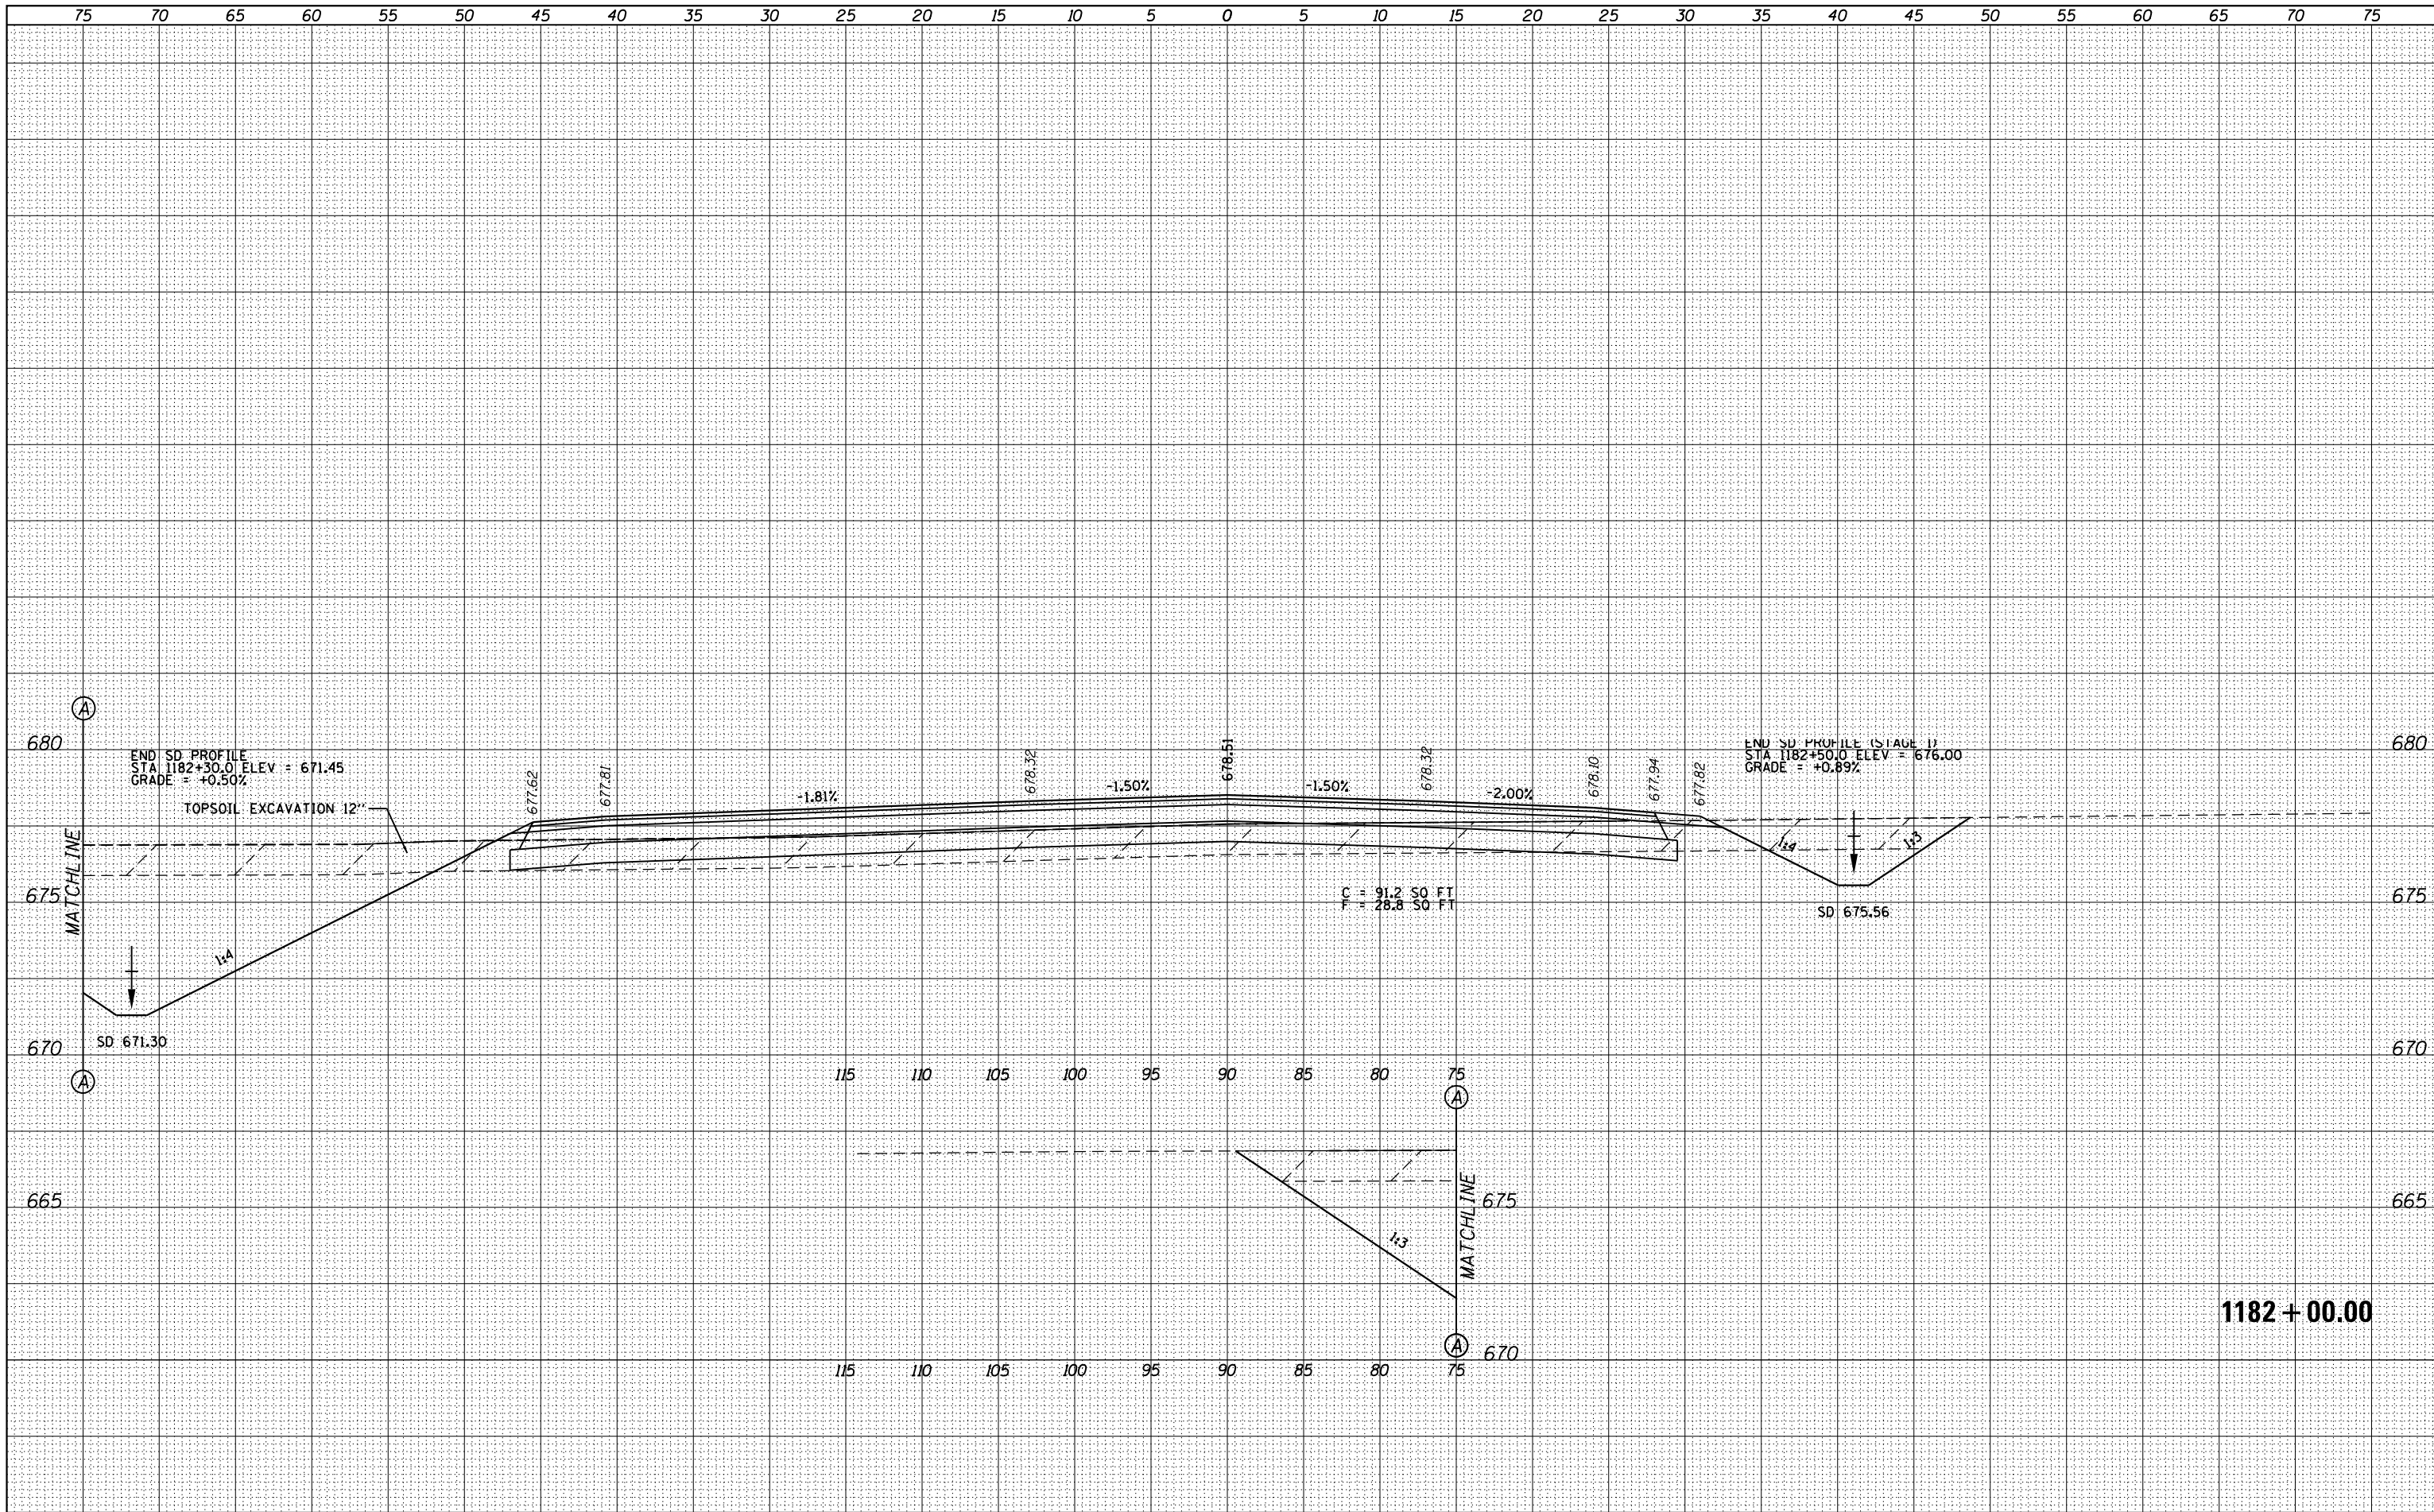 75 70 65 60 55 50 45 40 35 30 25 20 15 10 5 0 5 10 15 20 25 30 35 40 45 50 55 60 65 70 75
A
680
END SD PROFILE
STA 1182+30.0 ELEV = 671.45
GRADE = +0.50%
TOPSOIL EXCAVATION 12"
677.62
677.81
-1.81%
678.32
-1.50%
678.51
-1.50%
678.32
-2.00%
678.10
677.94
677.82
END SD PROFILE (STAGE 1)
STA 1182+50.0 ELEV = 676.00
GRADE = +0.89%
680
MATCHLINE
1:4
1:3
675
C = 91.2 SQ FT
F = 28.8 SQ FT
SD 675.56
675
1:4
SD 671.30
670
670
A
115 110 105 100 95 90 85 80 75
A
665
MATCHLINE
675
665
1:3
1182+00.00
A
670
115 110 105 100 95 90 85 80 75